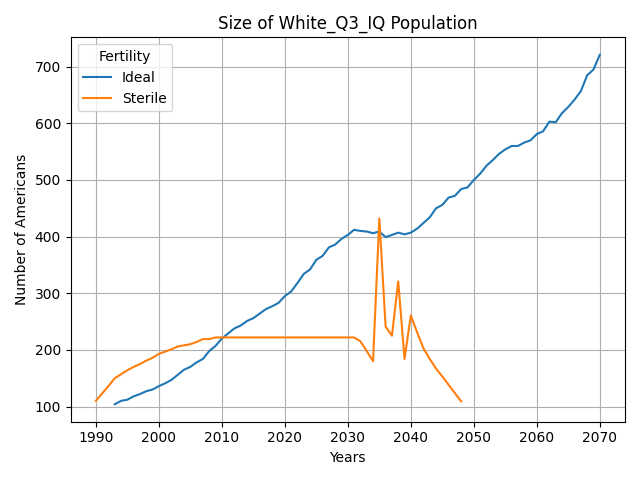 Size of White_Q3_IQ Population
Fertility
Ideal
Sterile
Number of Americans
700
600
500
400
300
200
100
1990 2000 2010 2020 2030 2040 2050 2060 2070
Years